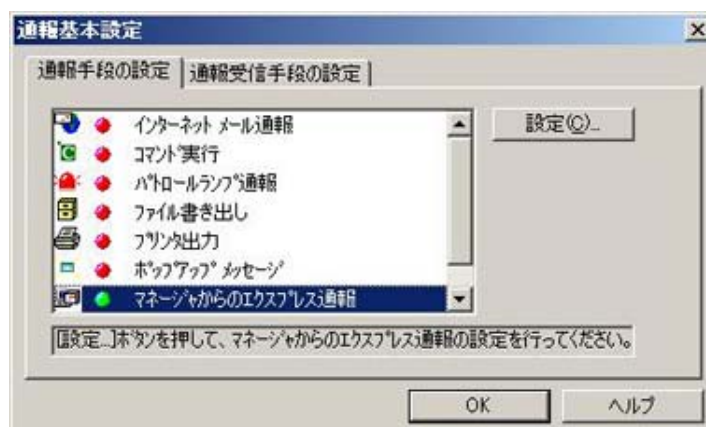 通報基本設定
通報手段の設定
通報受信手段の設定
インターネット メール通報
設定(C)...
コマンド実行
パトロールランプ通報
ファイル書き出し
プリンタ出力
ポップアップ メッセージ
マネージャからのエクスプレス通報
[設定...]ボタンを押して、マネージャからのエクスプレス通報の設定を行ってください。
OK
ヘルプ